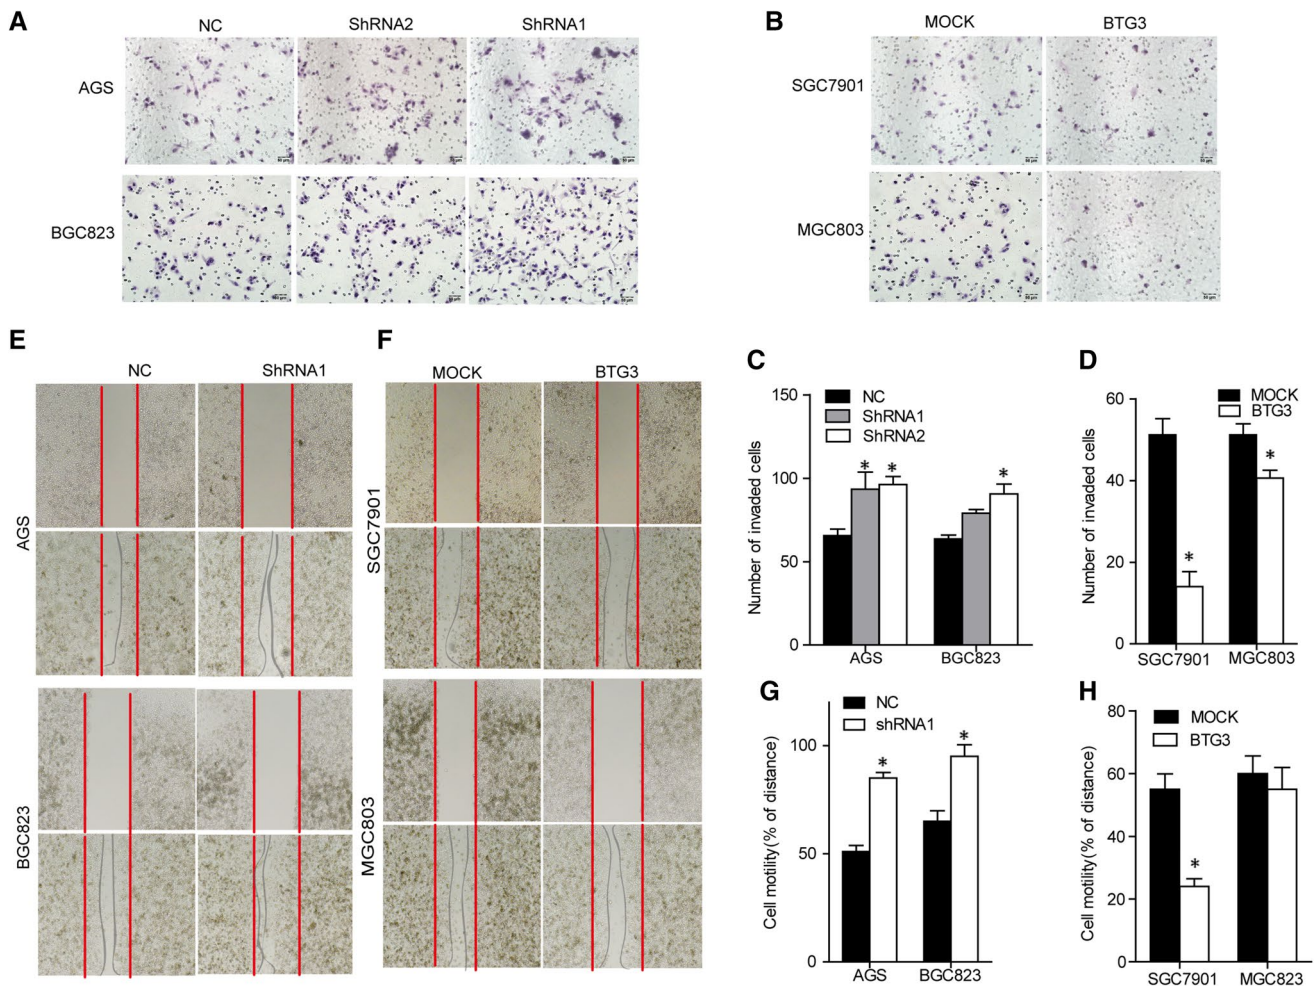 A
NC
ShRNA2
ShRNA1
AGS
BGC823
B
MOCK
BTG3
SGC7901
MGC803
E
NC
ShRNA1
AGS
BGC823
F
MOCK
BTG3
SGC7901
MGC803
C
150
100
50
0
Number of invaded cells
NC
ShRNA1
ShRNA2
* *
*
AGS
BGC823
D
60
40
20
0
Number of invaded cells
MOCK
BTG3
*
*
SGC7901
MGC803
G
100
50
0
Cell motility(% of distance)
NC
shRNA1
*
*
AGS
BGC823
H
80
60
40
20
0
Cell motility(% of distance)
MOCK
BTG3
*
SGC7901
MGC823